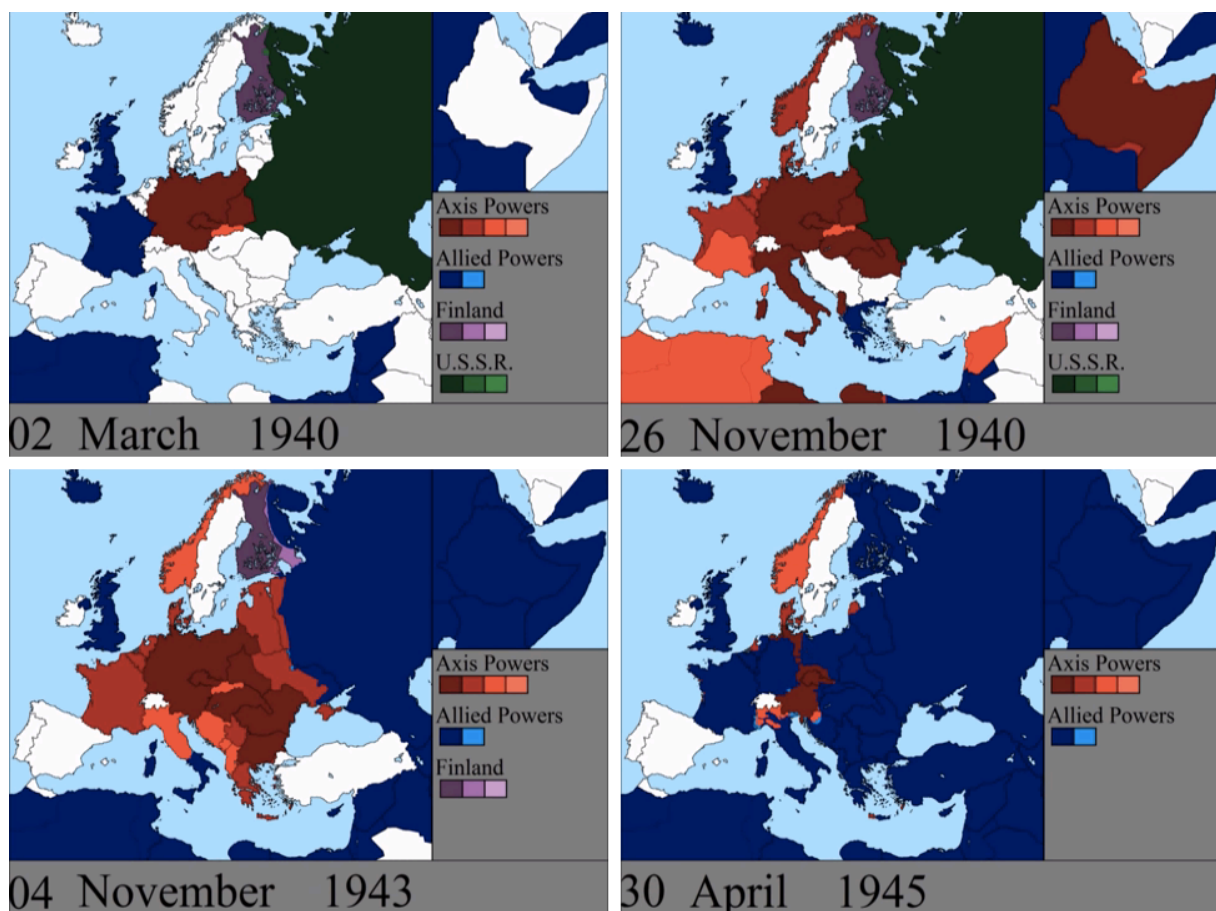 Axis Powers
Allied Powers
Finland
U.S.S.R.
02 March 1940
Axis Powers
Allied Powers
Finland
U.S.S.R.
26 November 1940
Axis Powers
Allied Powers
Finland
04 November 1943
Axis Powers
Allied Powers
30 April 1945